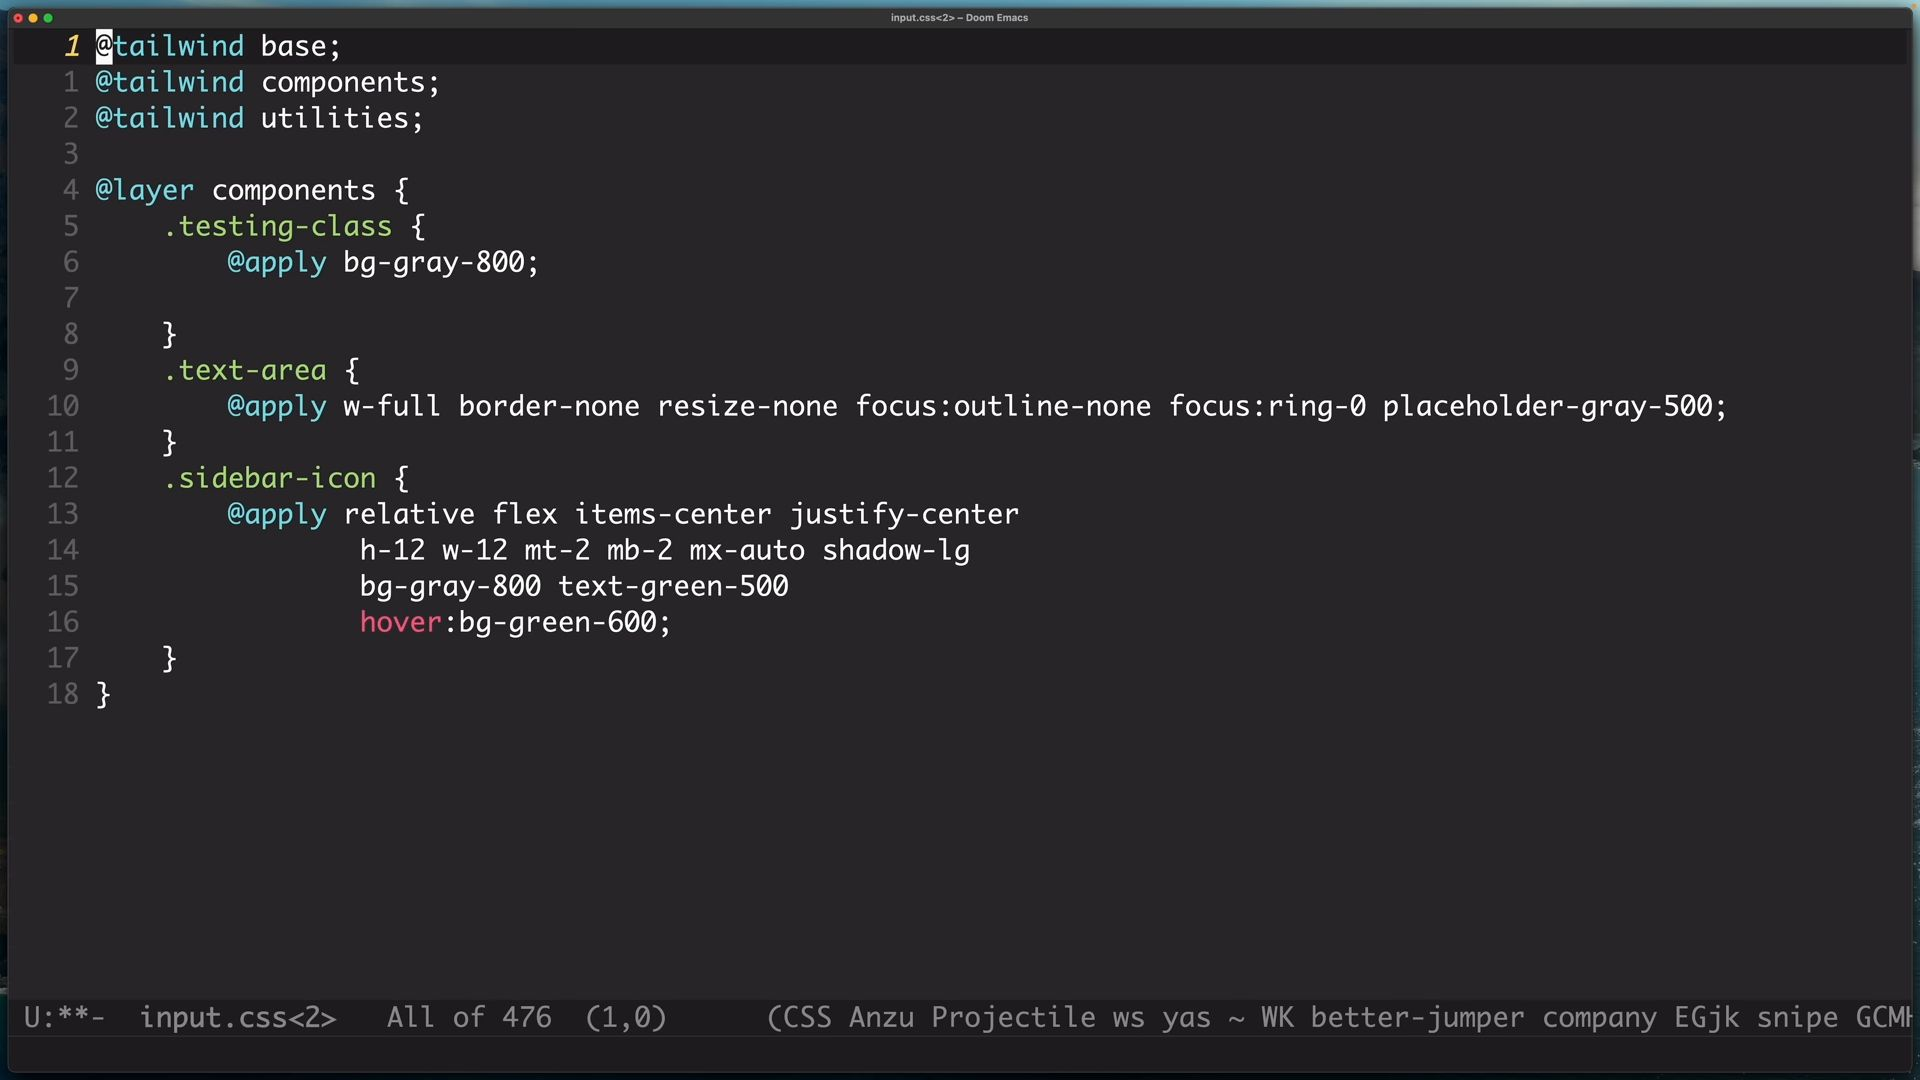 input.css<2> – Doom Emacs
1 @tailwind base;
1 @tailwind components;
2 @tailwind utilities;
3
4 @layer components {
5 .testing-class {
6 @apply bg-gray-800;
7
8 }
9 .text-area {
10 @apply w-full border-none resize-none focus:outline-none focus:ring-0 placeholder-gray-500;
11 }
12 .sidebar-icon {
13 @apply relative flex items-center justify-center
14 h-12 w-12 mt-2 mb-2 mx-auto shadow-lg
15 bg-gray-800 text-green-500
16 hover:bg-green-600;
17 }
18 }
U:**- input.css<2> All of 476 (1,0) (CSS Anzu Projectile ws yas ~ WK better-jumper company EGjk snipe GCMH